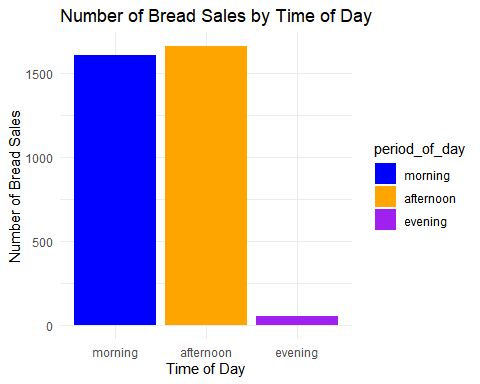 Number of Bread Sales by Time of Day
Number of Bread Sales
1500
1000
500
0
morning
afternoon
evening
Time of Day
period_of_day
morning
afternoon
evening